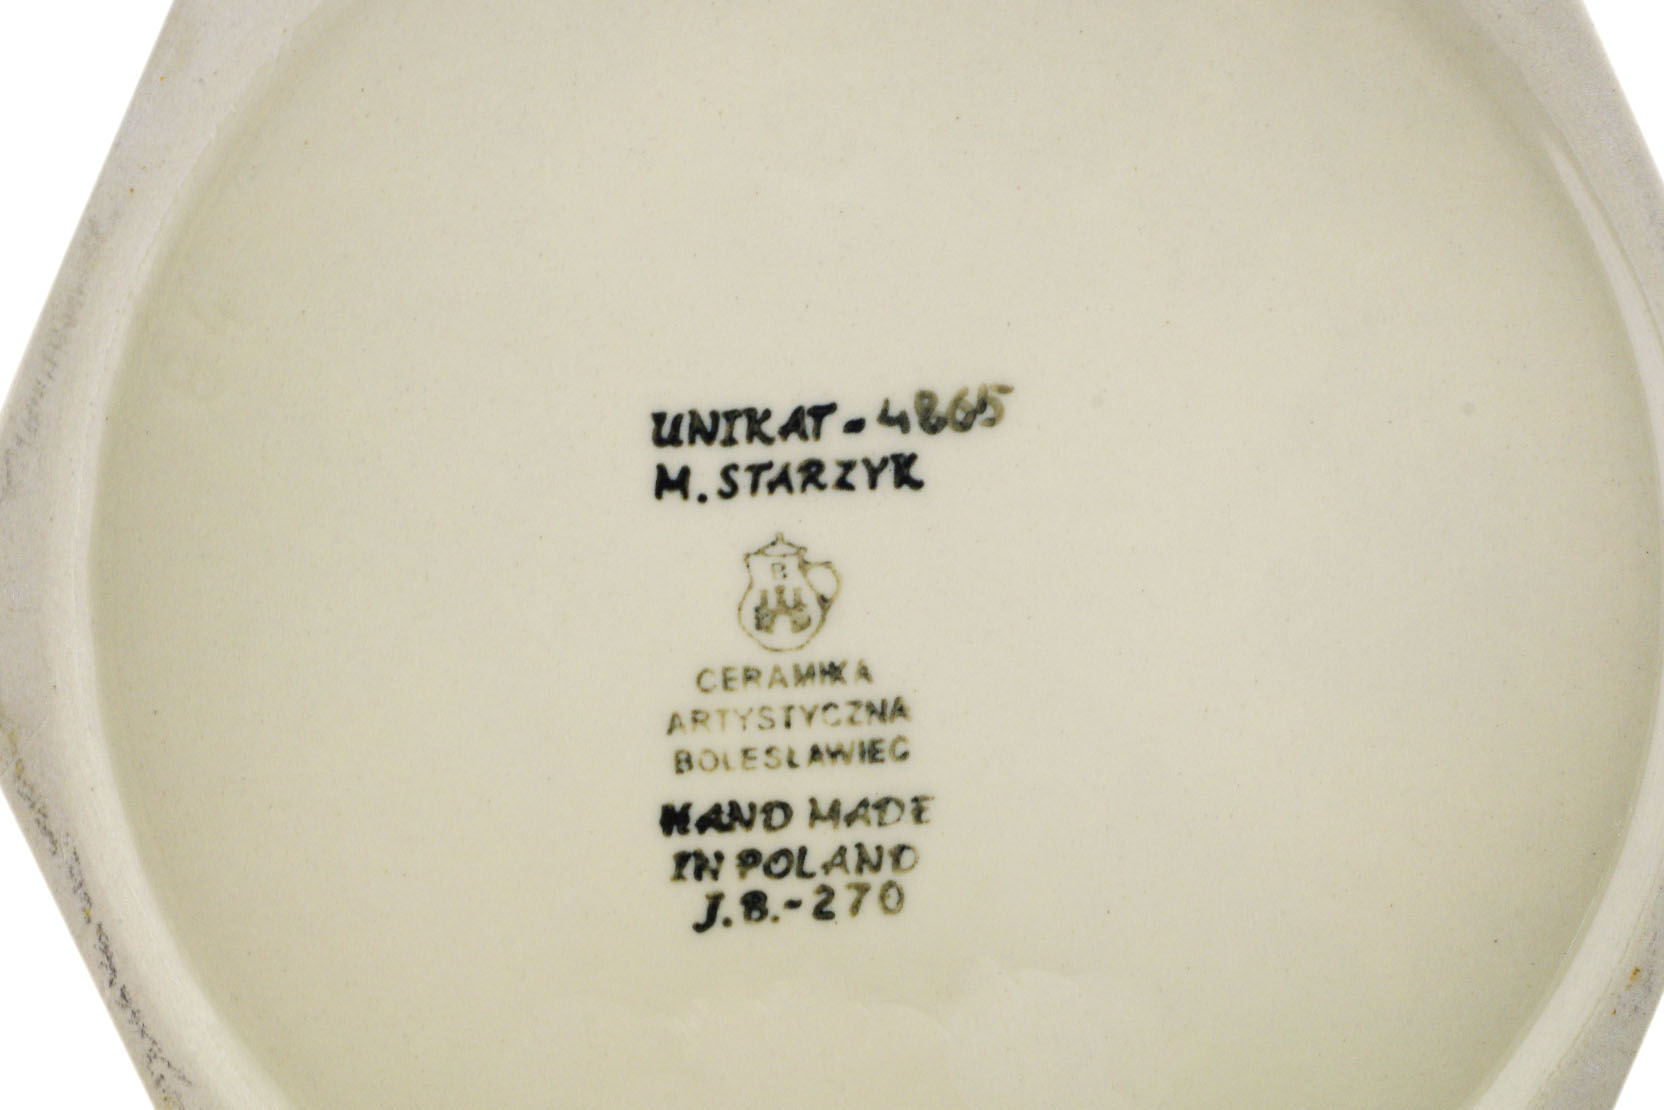 UNIKAT - 4865
M. STARZYK
B
CERAMIKA
ARTYSTYCZNA
BOLESŁAWIEC
HAND MADE
IN POLAND
J.B.-270